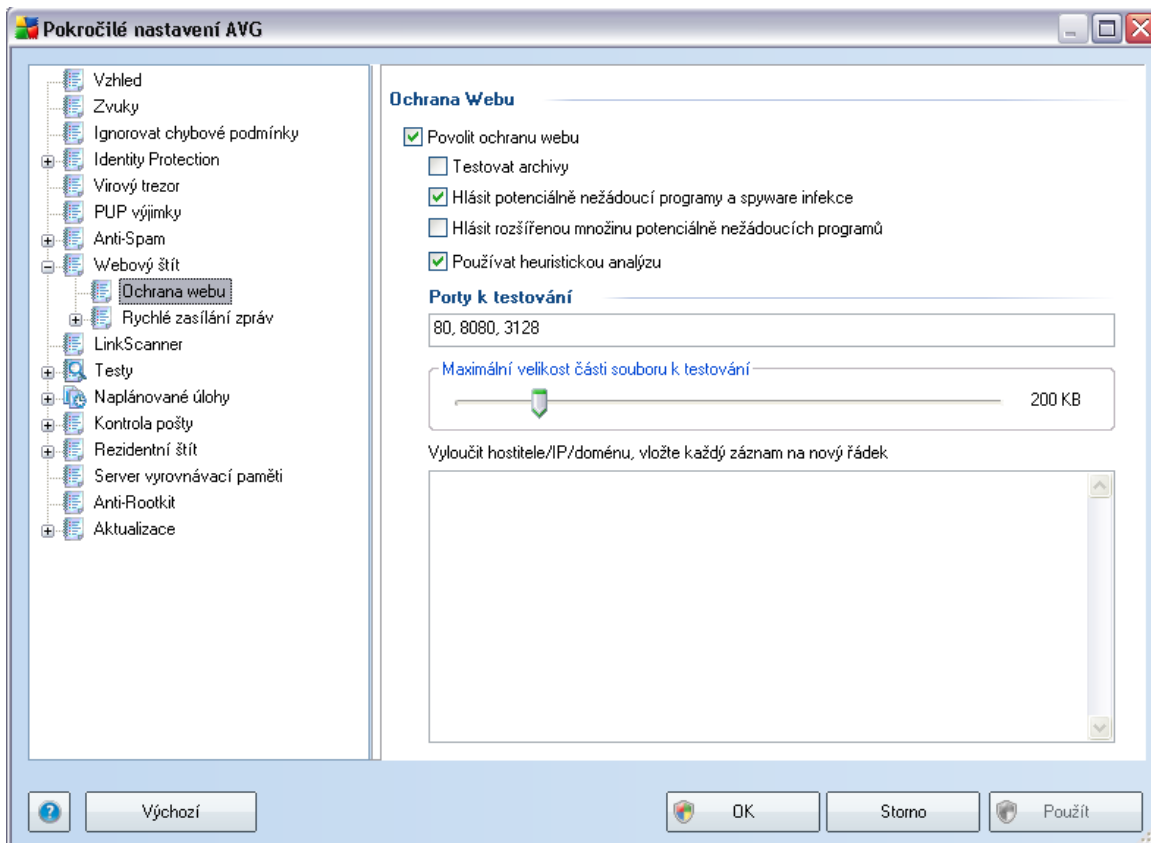 Pokročilé nastavení AVG
Vzhled
Zvuky
Ignorovat chybové podmínky
Identity Protection
Virový trezor
PUP výjimky
Anti-Spam
Webový štít
Ochrana webu
Rychlé zasílání zpráv
LinkScanner
Testy
Naplánované úlohy
Kontrola pošty
Rezidentní štít
Server vyrovnávací paměti
Anti-Rootkit
Aktualizace
Ochrana Webu
Povolit ochranu webu
Testovat archivy
Hlásit potenciálně nežádoucí programy a spyware infekce
Hlásit rozšířenou množinu potenciálně nežádoucích programů
Používat heuristickou analýzu
Porty k testování
80, 8080, 3128
Maximální velikost části souboru k testování
200 KB
Vyloučit hostitele/IP/doménu, vložte každý záznam na nový řádek
Výchozí
OK
Storno
Použít